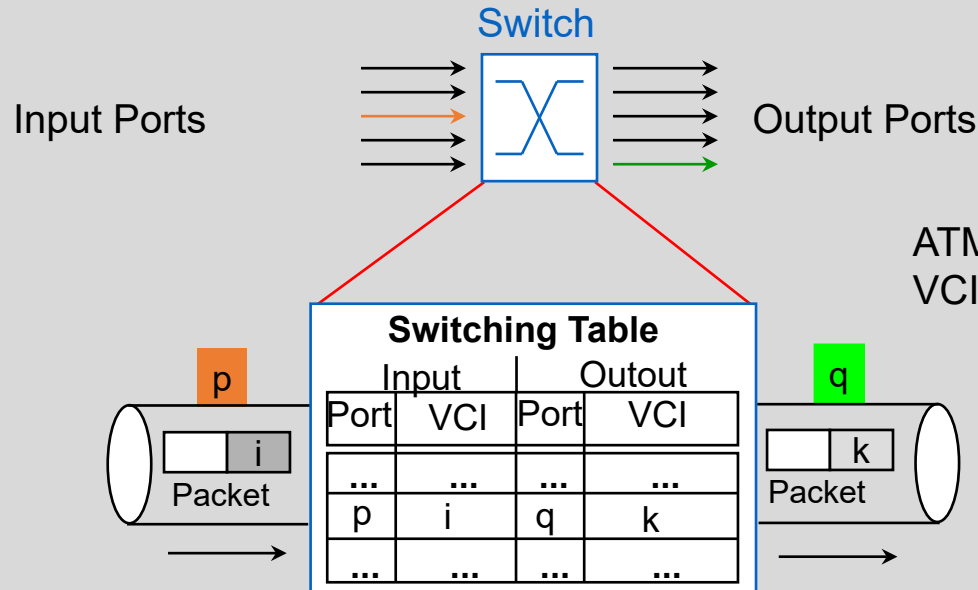 Switch
Input Ports
Output Ports
ATM
VCI
Switching Table
Input Outout
Port VCI Port VCI
... ... ... ...
p i q k
... ... ... ...
p
i
Packet
q
k
Packet